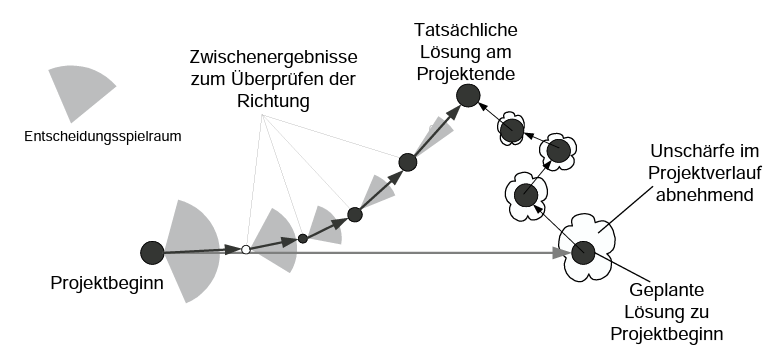 Tatsächliche
Lösung am
Projektende
Zwischenergebnisse
zum Überprüfen der
Richtung
Entscheidungsspielraum
Unschärfe im
Projektverlauf
abnehmend
Projektbeginn
Geplante
Lösung zu
Projektbeginn